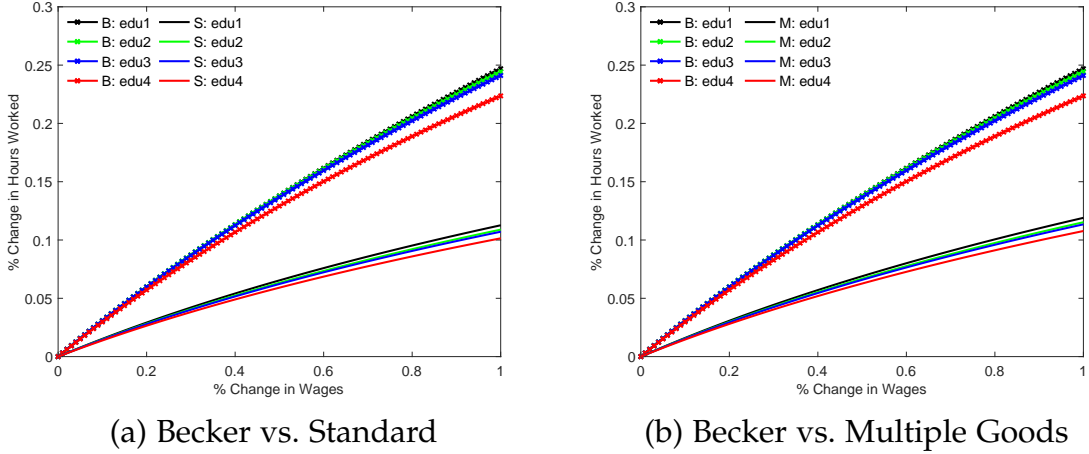 B: edu1 S: edu1
B: edu2 S: edu2
B: edu3 S: edu3
B: edu4 S: edu4
0.3
0.25
0.2
0.15
0.1
0.05
0
% Change in Hours Worked
0 0.2 0.4 0.6 0.8 1
% Change in Wages
(a) Becker vs. Standard
B: edu1 M: edu1
B: edu2 M: edu2
B: edu3 M: edu3
B: edu4 M: edu4
0.3
0.25
0.2
0.15
0.1
0.05
0
% Change in Hours Worked
0 0.2 0.4 0.6 0.8 1
% Change in Wages
(b) Becker vs. Multiple Goods